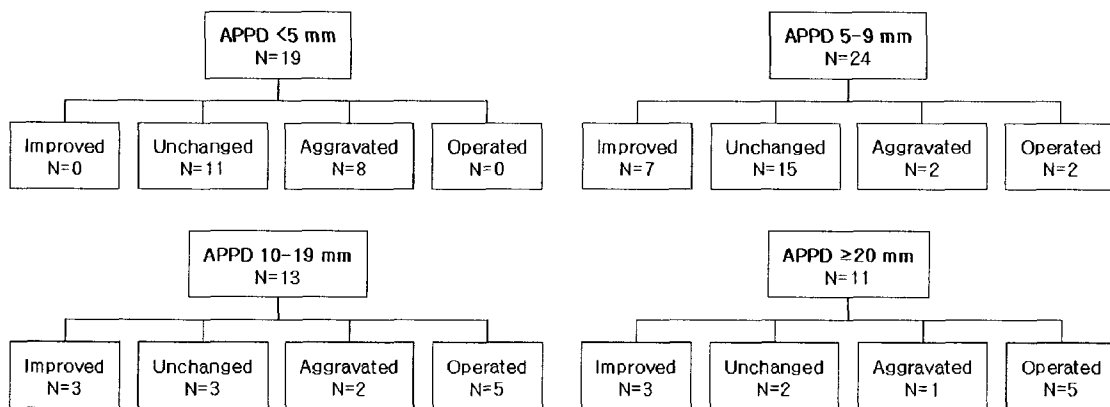 APPD <5 mm
N=19
Improved
N=0
Unchanged
N=11
Aggravated
N=8
Operated
N=0
APPD 5-9 mm
N=24
Improved
N=7
Unchanged
N=15
Aggravated
N=2
Operated
N=2
APPD 10-19 mm
N=13
Improved
N=3
Unchanged
N=3
Aggravated
N=2
Operated
N=5
APPD ≥20 mm
N=11
Improved
N=3
Unchanged
N=2
Aggravated
N=1
Operated
N=5